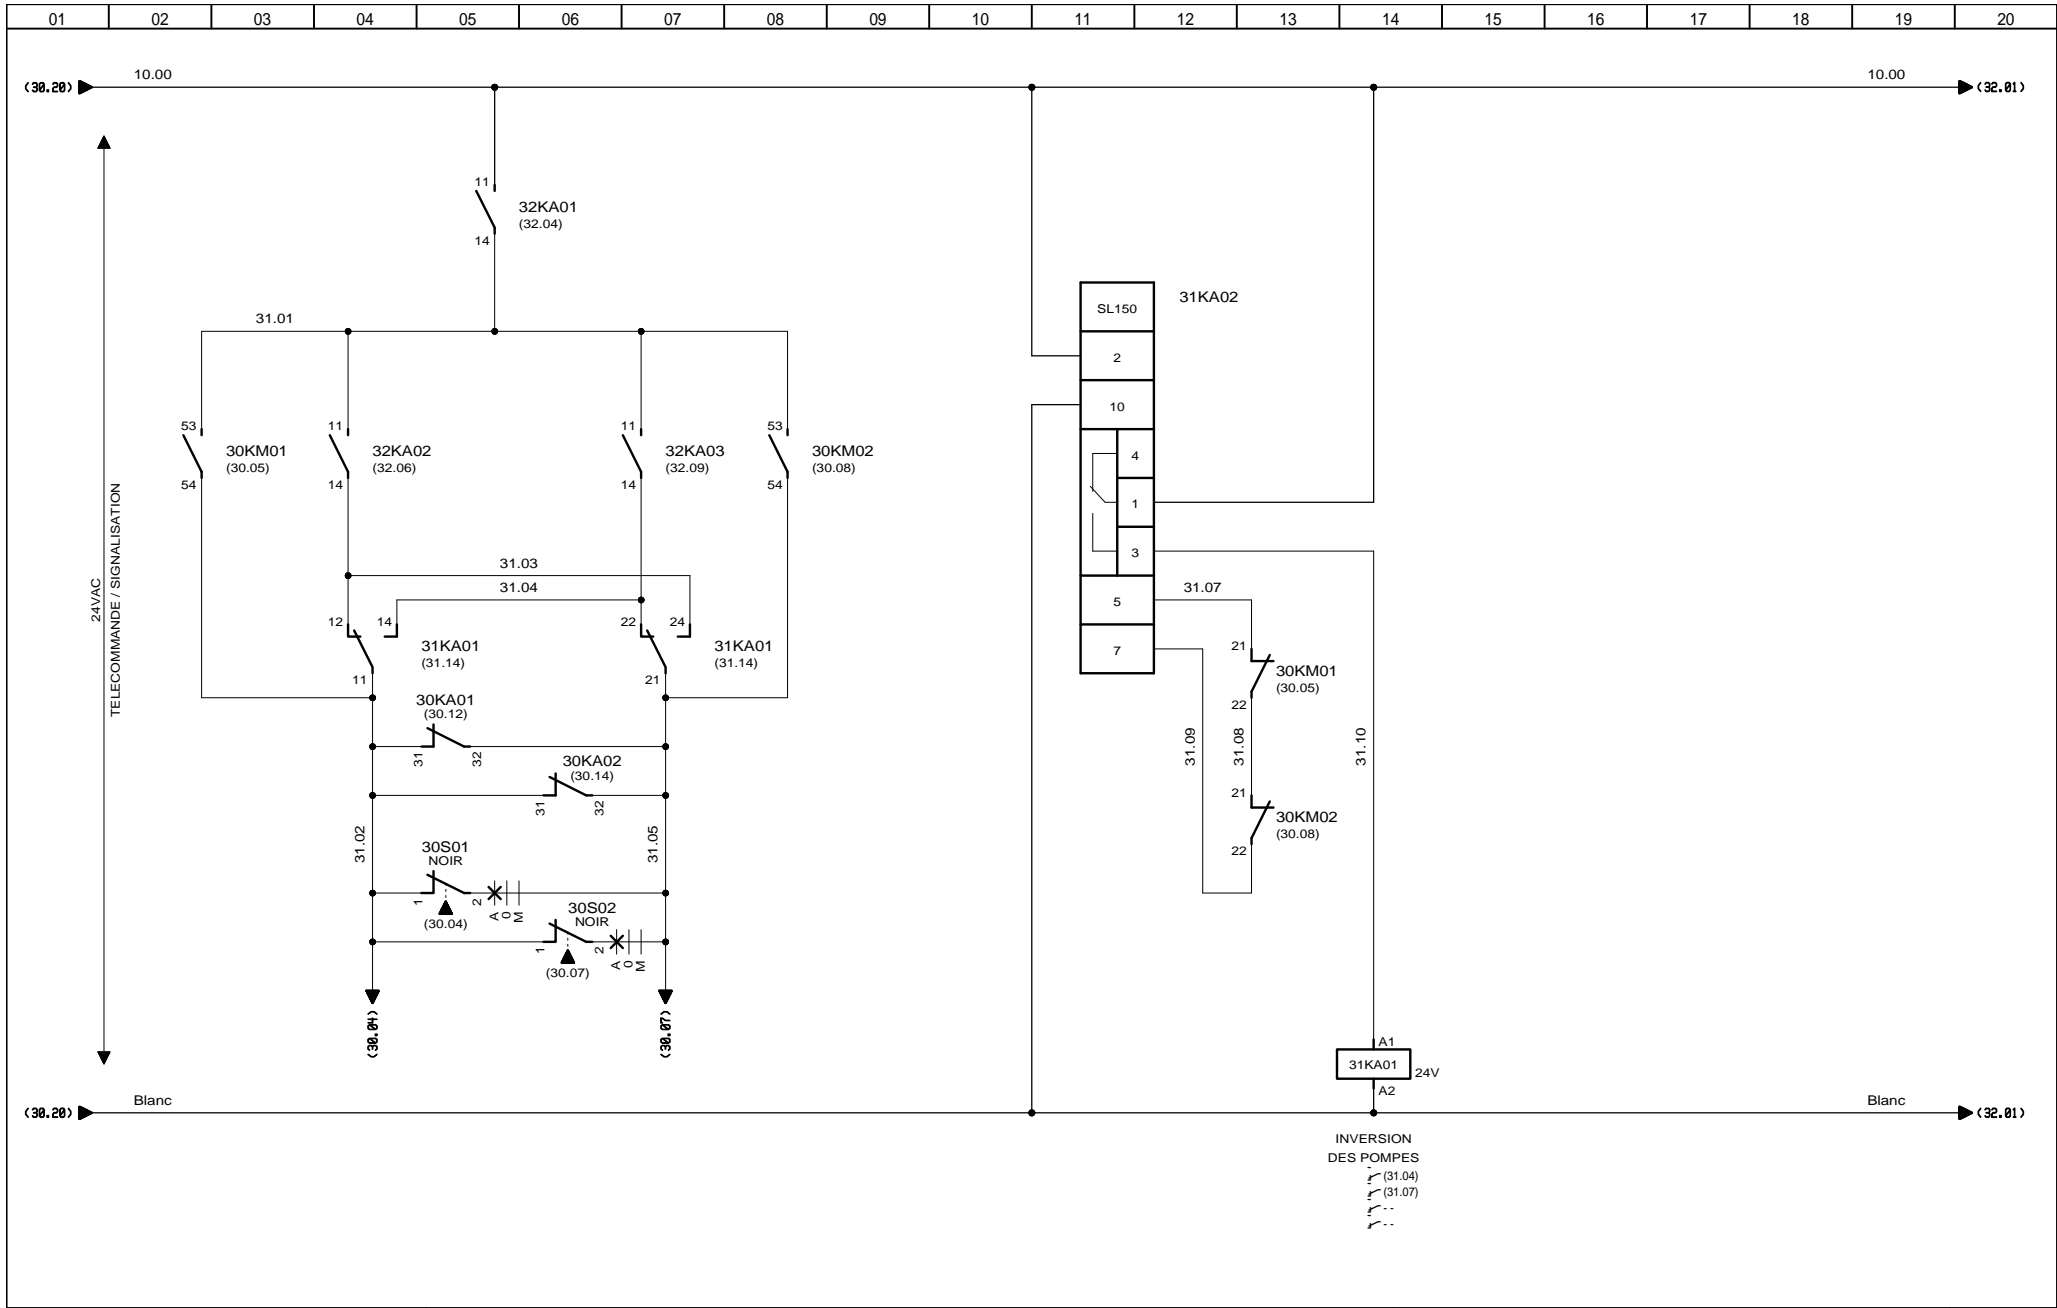 01 02 03 04 05 06 07 08 09 10 11 12 13 14 15 16 17 18 19 20
10.00 10.00
(30.20) (32.01)
11
32KA01
(32.04)
14
31KA02
SL150
31.01
2
10
53 11 11 53
30KM01 32KA02 32KA03 30KM02
(30.05) (32.06) (32.09) (30.08)
54 14 14 54
4
1
3
24VAC
TELECOMMANDE / SIGNALISATION
31.03
31.04
31.07
5
7
12 14 22 24
31KA01 31KA01
(31.14) (31.14)
11 21
21
30KM01
(30.05)
22
30KA01
(30.12)
31 32
30KA02
(30.14)
31 32
31.09 31.08 31.10
21
30KM02
(30.08)
22
31.02 31.05
30S01
NOIR
1 2 A 0 M
(30.04)
30S02
NOIR
1 2 A 0 M
(30.07)
(30.04) (30.07)
A1
31KA01
24V
A2
Blanc Blanc
(30.20) (32.01)
INVERSION
DES POMPES
(31.04)
(31.07)
--
--